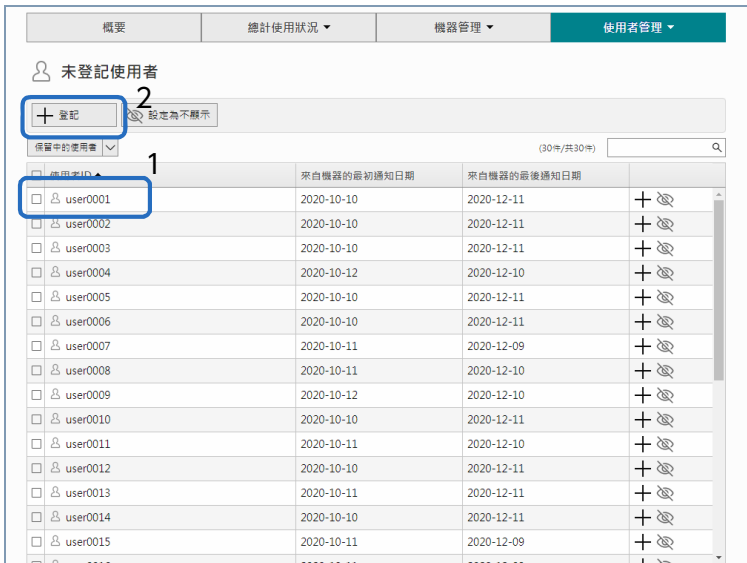 概要 總計使用狀況 機器管理 使用者管理
未登記使用者
2
登記 設定為不顯示
保留中的使用者 (30件/共30件)
1
使用者ID 來自機器的最初通知日期 來自機器的最後通知日期
user0001 2020-10-10 2020-12-11
user0002 2020-10-10 2020-12-11
user0003 2020-10-10 2020-12-11
user0004 2020-10-12 2020-12-10
user0005 2020-10-10 2020-12-11
user0006 2020-10-10 2020-12-11
user0007 2020-10-11 2020-12-09
user0008 2020-10-11 2020-12-10
user0009 2020-10-12 2020-12-10
user0010 2020-10-10 2020-12-11
user0011 2020-10-11 2020-12-10
user0012 2020-10-10 2020-12-11
user0013 2020-10-11 2020-12-11
user0014 2020-10-10 2020-12-11
user0015 2020-10-11 2020-12-09